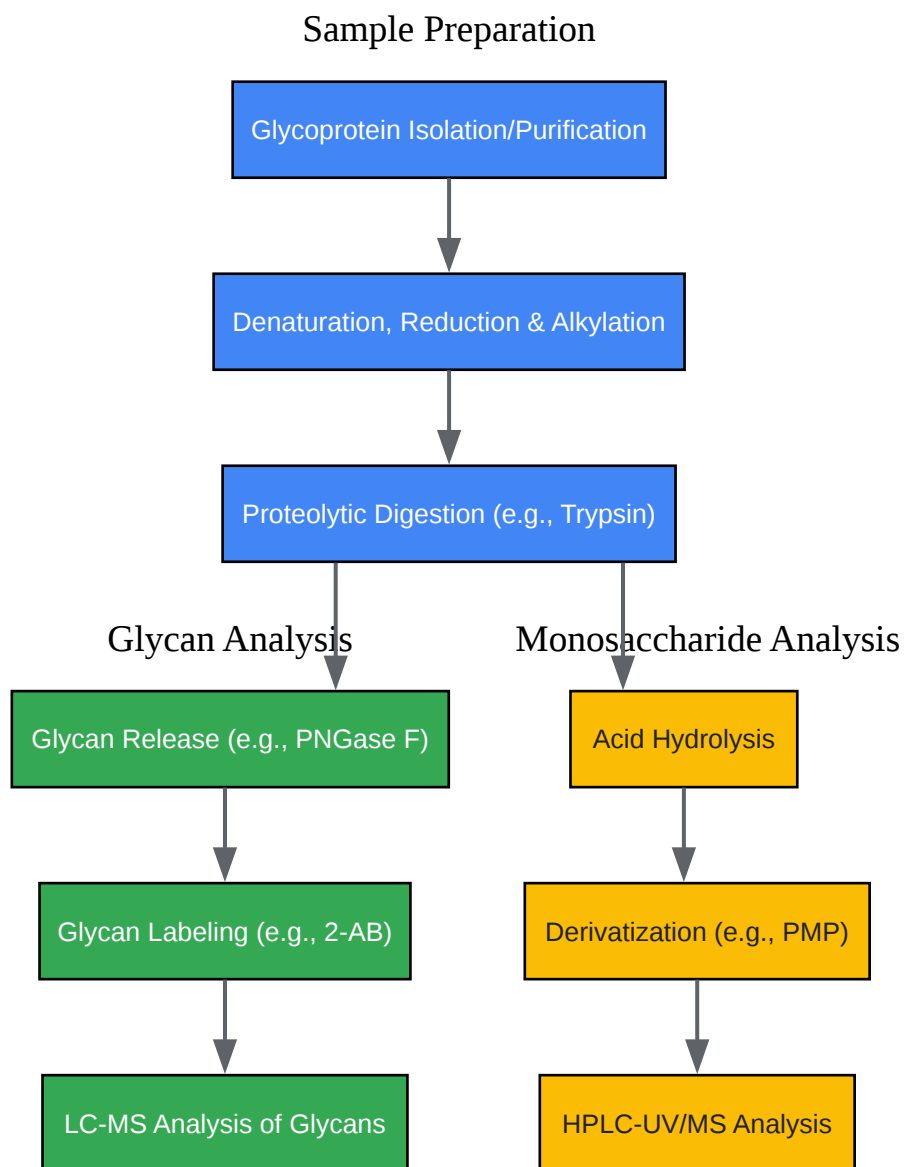 Sample Preparation
Glycoprotein Isolation/Purification
Denaturation, Reduction & Alkylation
Proteolytic Digestion (e.g., Trypsin)
Glycan Analysis
Monosaccharide Analysis
Glycan Release (e.g., PNGase F)
Acid Hydrolysis
Glycan Labeling (e.g., 2-AB)
Derivatization (e.g., PMP)
LC-MS Analysis of Glycans
HPLC-UV/MS Analysis